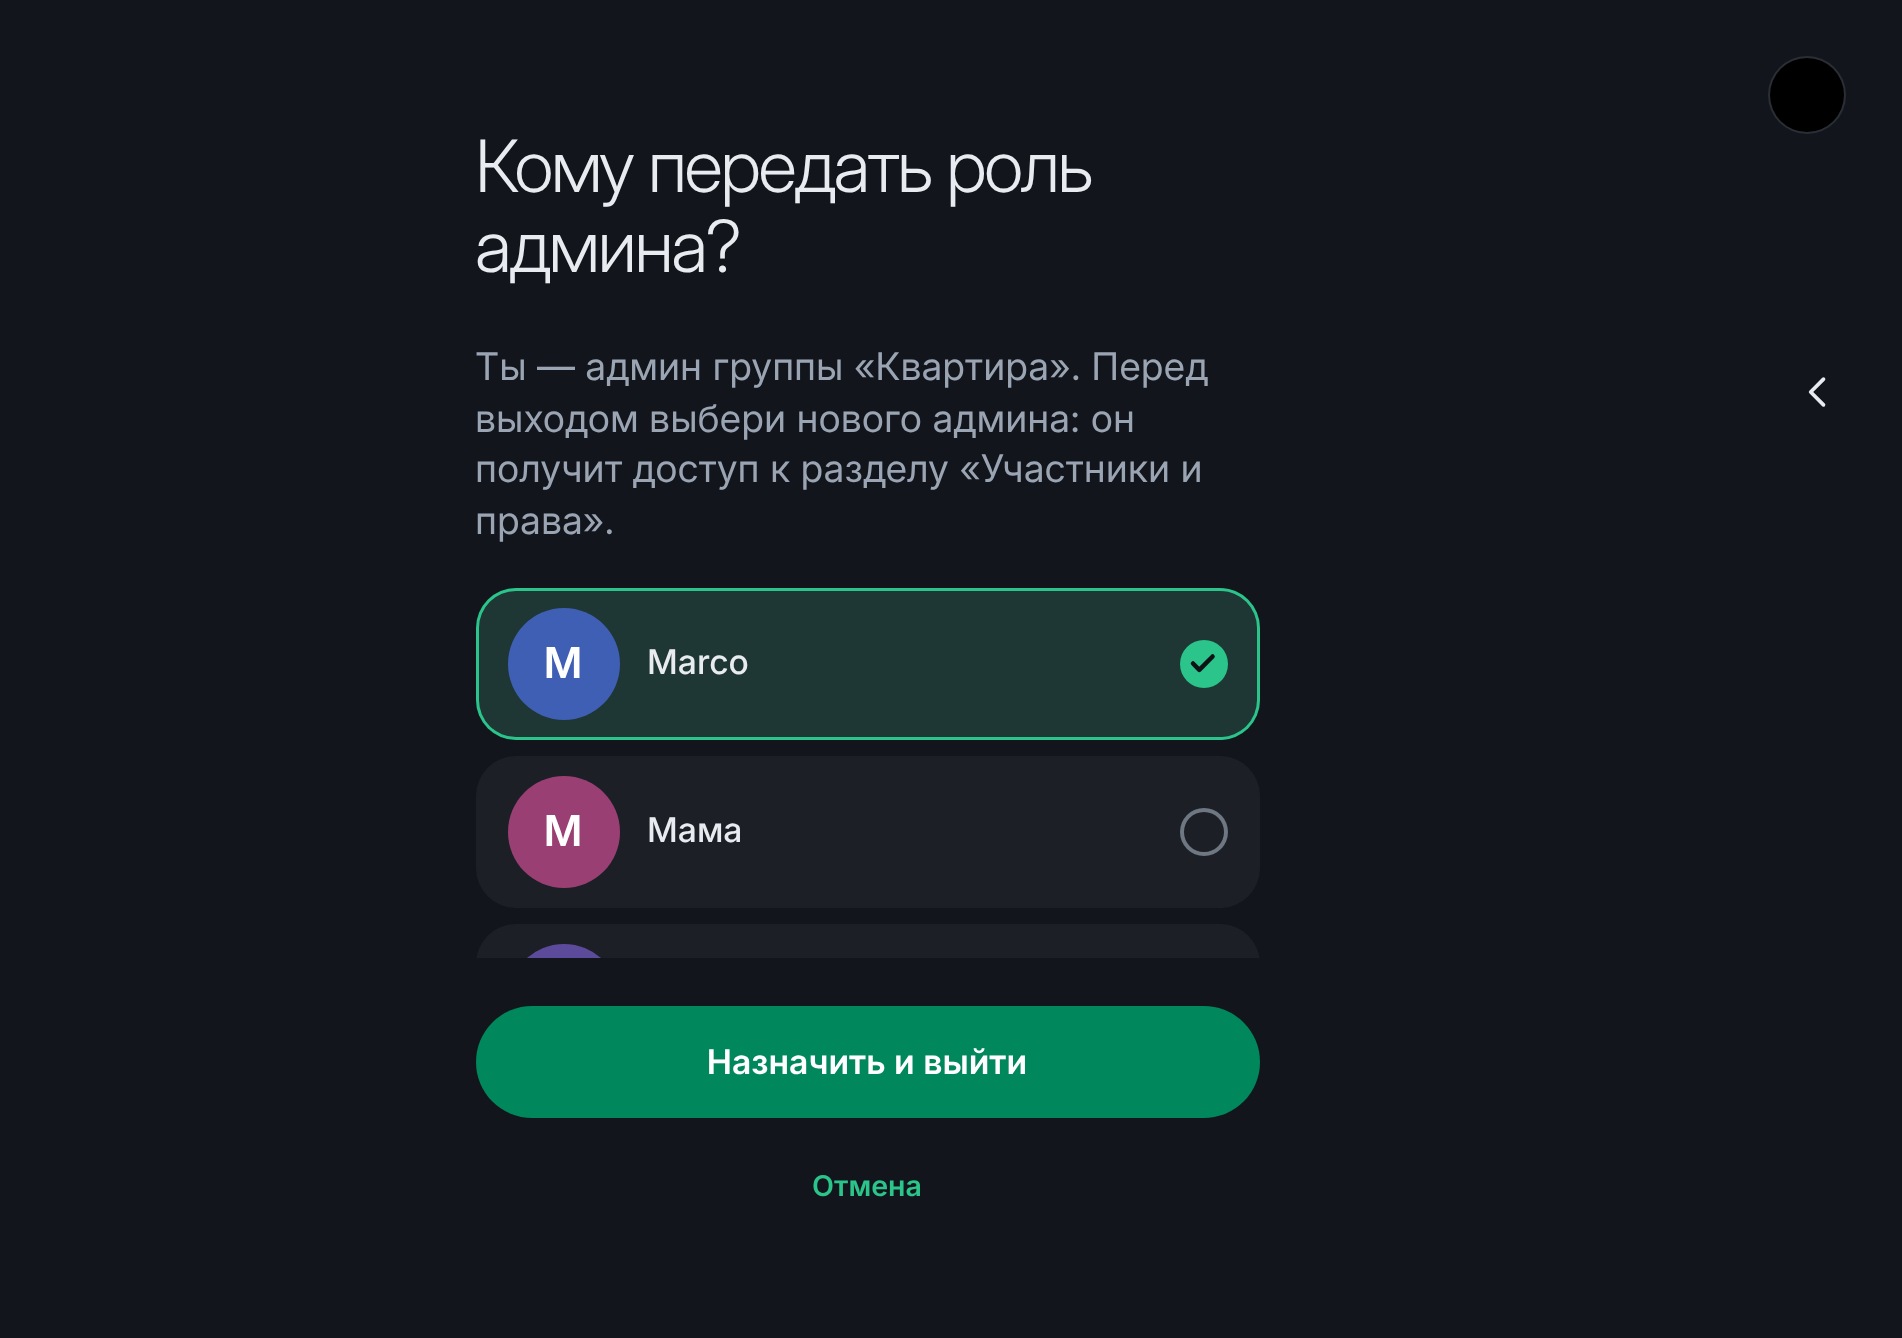 Кому передать роль
админа?
Ты — админ группы «Квартира». Перед
выходом выбери нового админа: он
получит доступ к разделу «Участники и
права».
M Marco
М Мама
Назначить и выйти
Отмена